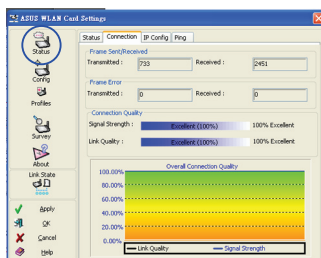 ASUS WLAN Card Settings
Status Connection IP Config Ping
Status
Config
Profiles
Survey
About
Link State
Apply
OK
Cancel
Help
Frame Sent/Received
Transmitted : 733 Received : 2451
Frame Error
Transmitted : 0 Received : 0
Connection Quality
Signal Strength : Excellent (100%) 100% Excellent
Link Quality : Excellent (100%) 100% Excellent
Overall Connection Quality
100.00%
80.00%
60.00%
40.00%
20.00%
0.00%
Link Quality Signal Strength